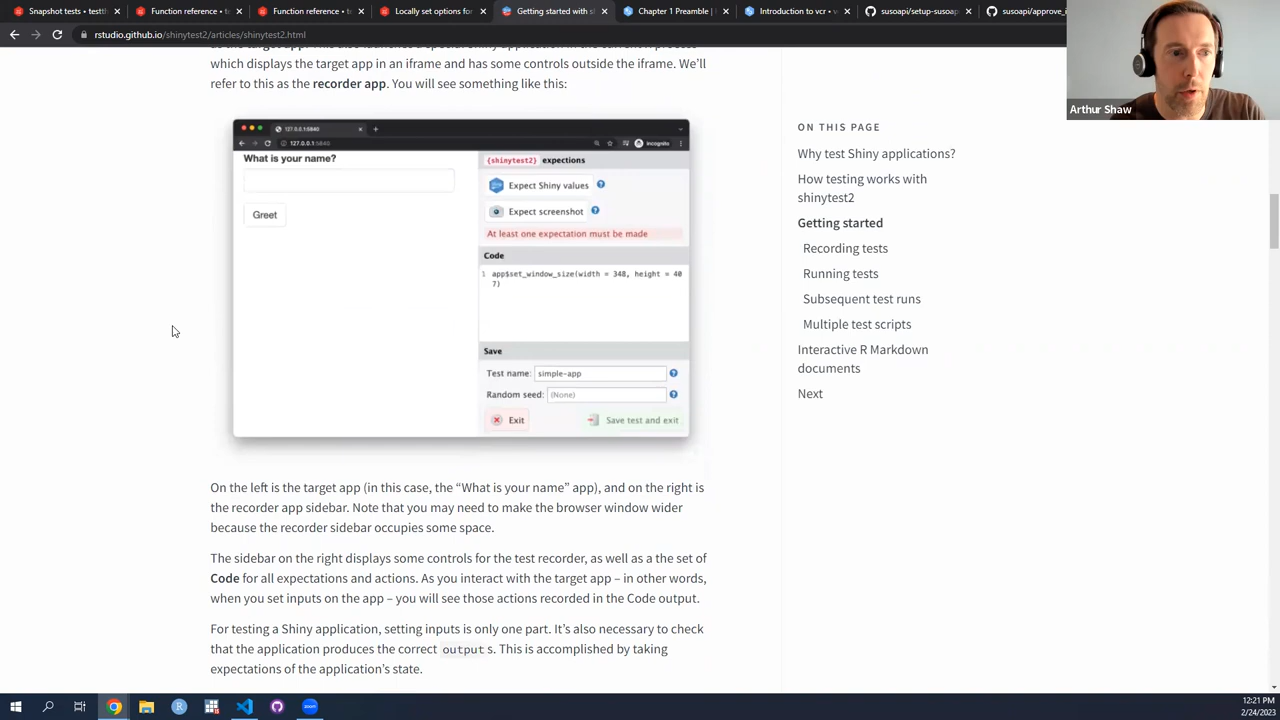 Snapshot tests • testth
Function reference • t
Function reference • t
Locally set options for
Getting started with s
Chapter 1 Preamble |
Introduction to vcr • v
susoapi/setup-susoap
susoapi/approve_i
rstudio.github.io/shinytest2/articles/shinytest2.html
Arthur Shaw
which displays the target app in an iframe and has some controls outside the iframe. We'll
refer to this as the recorder app. You will see something like this:
127.0.0.1:6840
127.0.0.1:6840
Incognito
What is your name?
Greet
{shinytest2} expections
Expect Shiny values
Expect screenshot
At least one expectation must be made
Code
1 app$set_window_size(width = 348, height = 40
7)
Save
Test name: simple-app
Random seed: (None)
Exit
Save test and exit
On the left is the target app (in this case, the “What is your name” app), and on the right is
the recorder app sidebar. Note that you may need to make the browser window wider
because the recorder sidebar occupies some space.
The sidebar on the right displays some controls for the test recorder, as well as a the set of
Code for all expectations and actions. As you interact with the target app – in other words,
when you set inputs on the app – you will see those actions recorded in the Code output.
For testing a Shiny application, setting inputs is only one part. It's also necessary to check
that the application produces the correct output s. This is accomplished by taking
expectations of the application's state.
ON THIS PAGE
Why test Shiny applications?
How testing works with
shinytest2
Getting started
Recording tests
Running tests
Subsequent test runs
Multiple test scripts
Interactive R Markdown
documents
Next
12:21 PM
2/24/2023